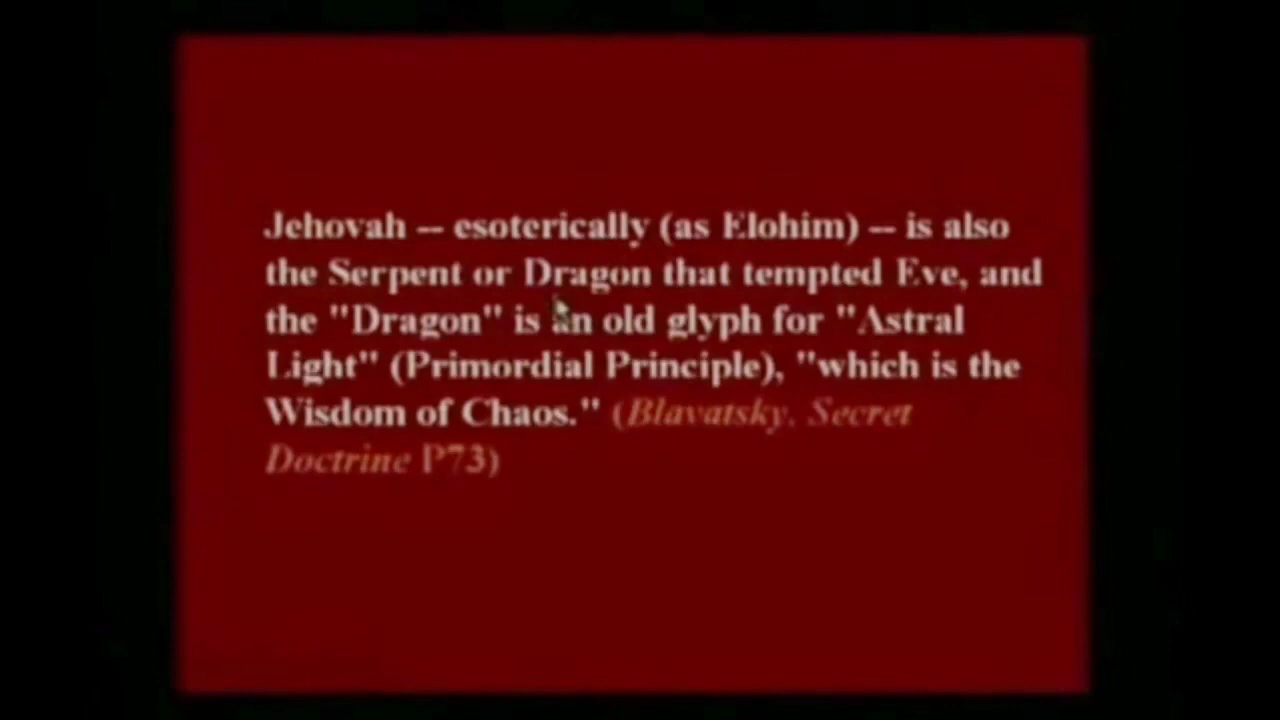 Jehovah -- esoterically (as Elohim) -- is also
the Serpent or Dragon that tempted Eve, and
the "Dragon" is an old glyph for "Astral
Light" (Primordial Principle), "which is the
Wisdom of Chaos." (Blavatsky. Secret
Doctrine P73)